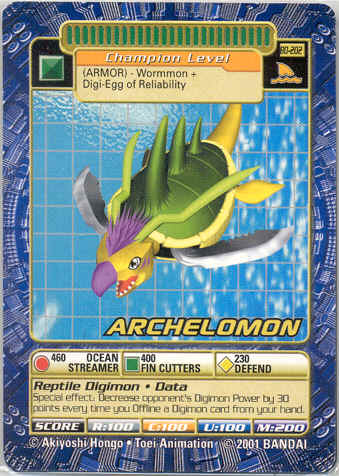 Champion Level
BO-202
(ARMOR) - Wormmon +
Digi-Egg of Reliability
ARCHELOMON
460 OCEAN STREAMER 400 FIN CUTTERS 230 DEFEND
Reptile Digimon • Data
Special effect: Decrease opponent's Digimon Power by 30
points every time you Offline a Digimon card from your hand.
SCORE R:100 C:100 U:100 M:200
© Akiyoshi Hongo • Toei Animation • © 2001 BANDAI